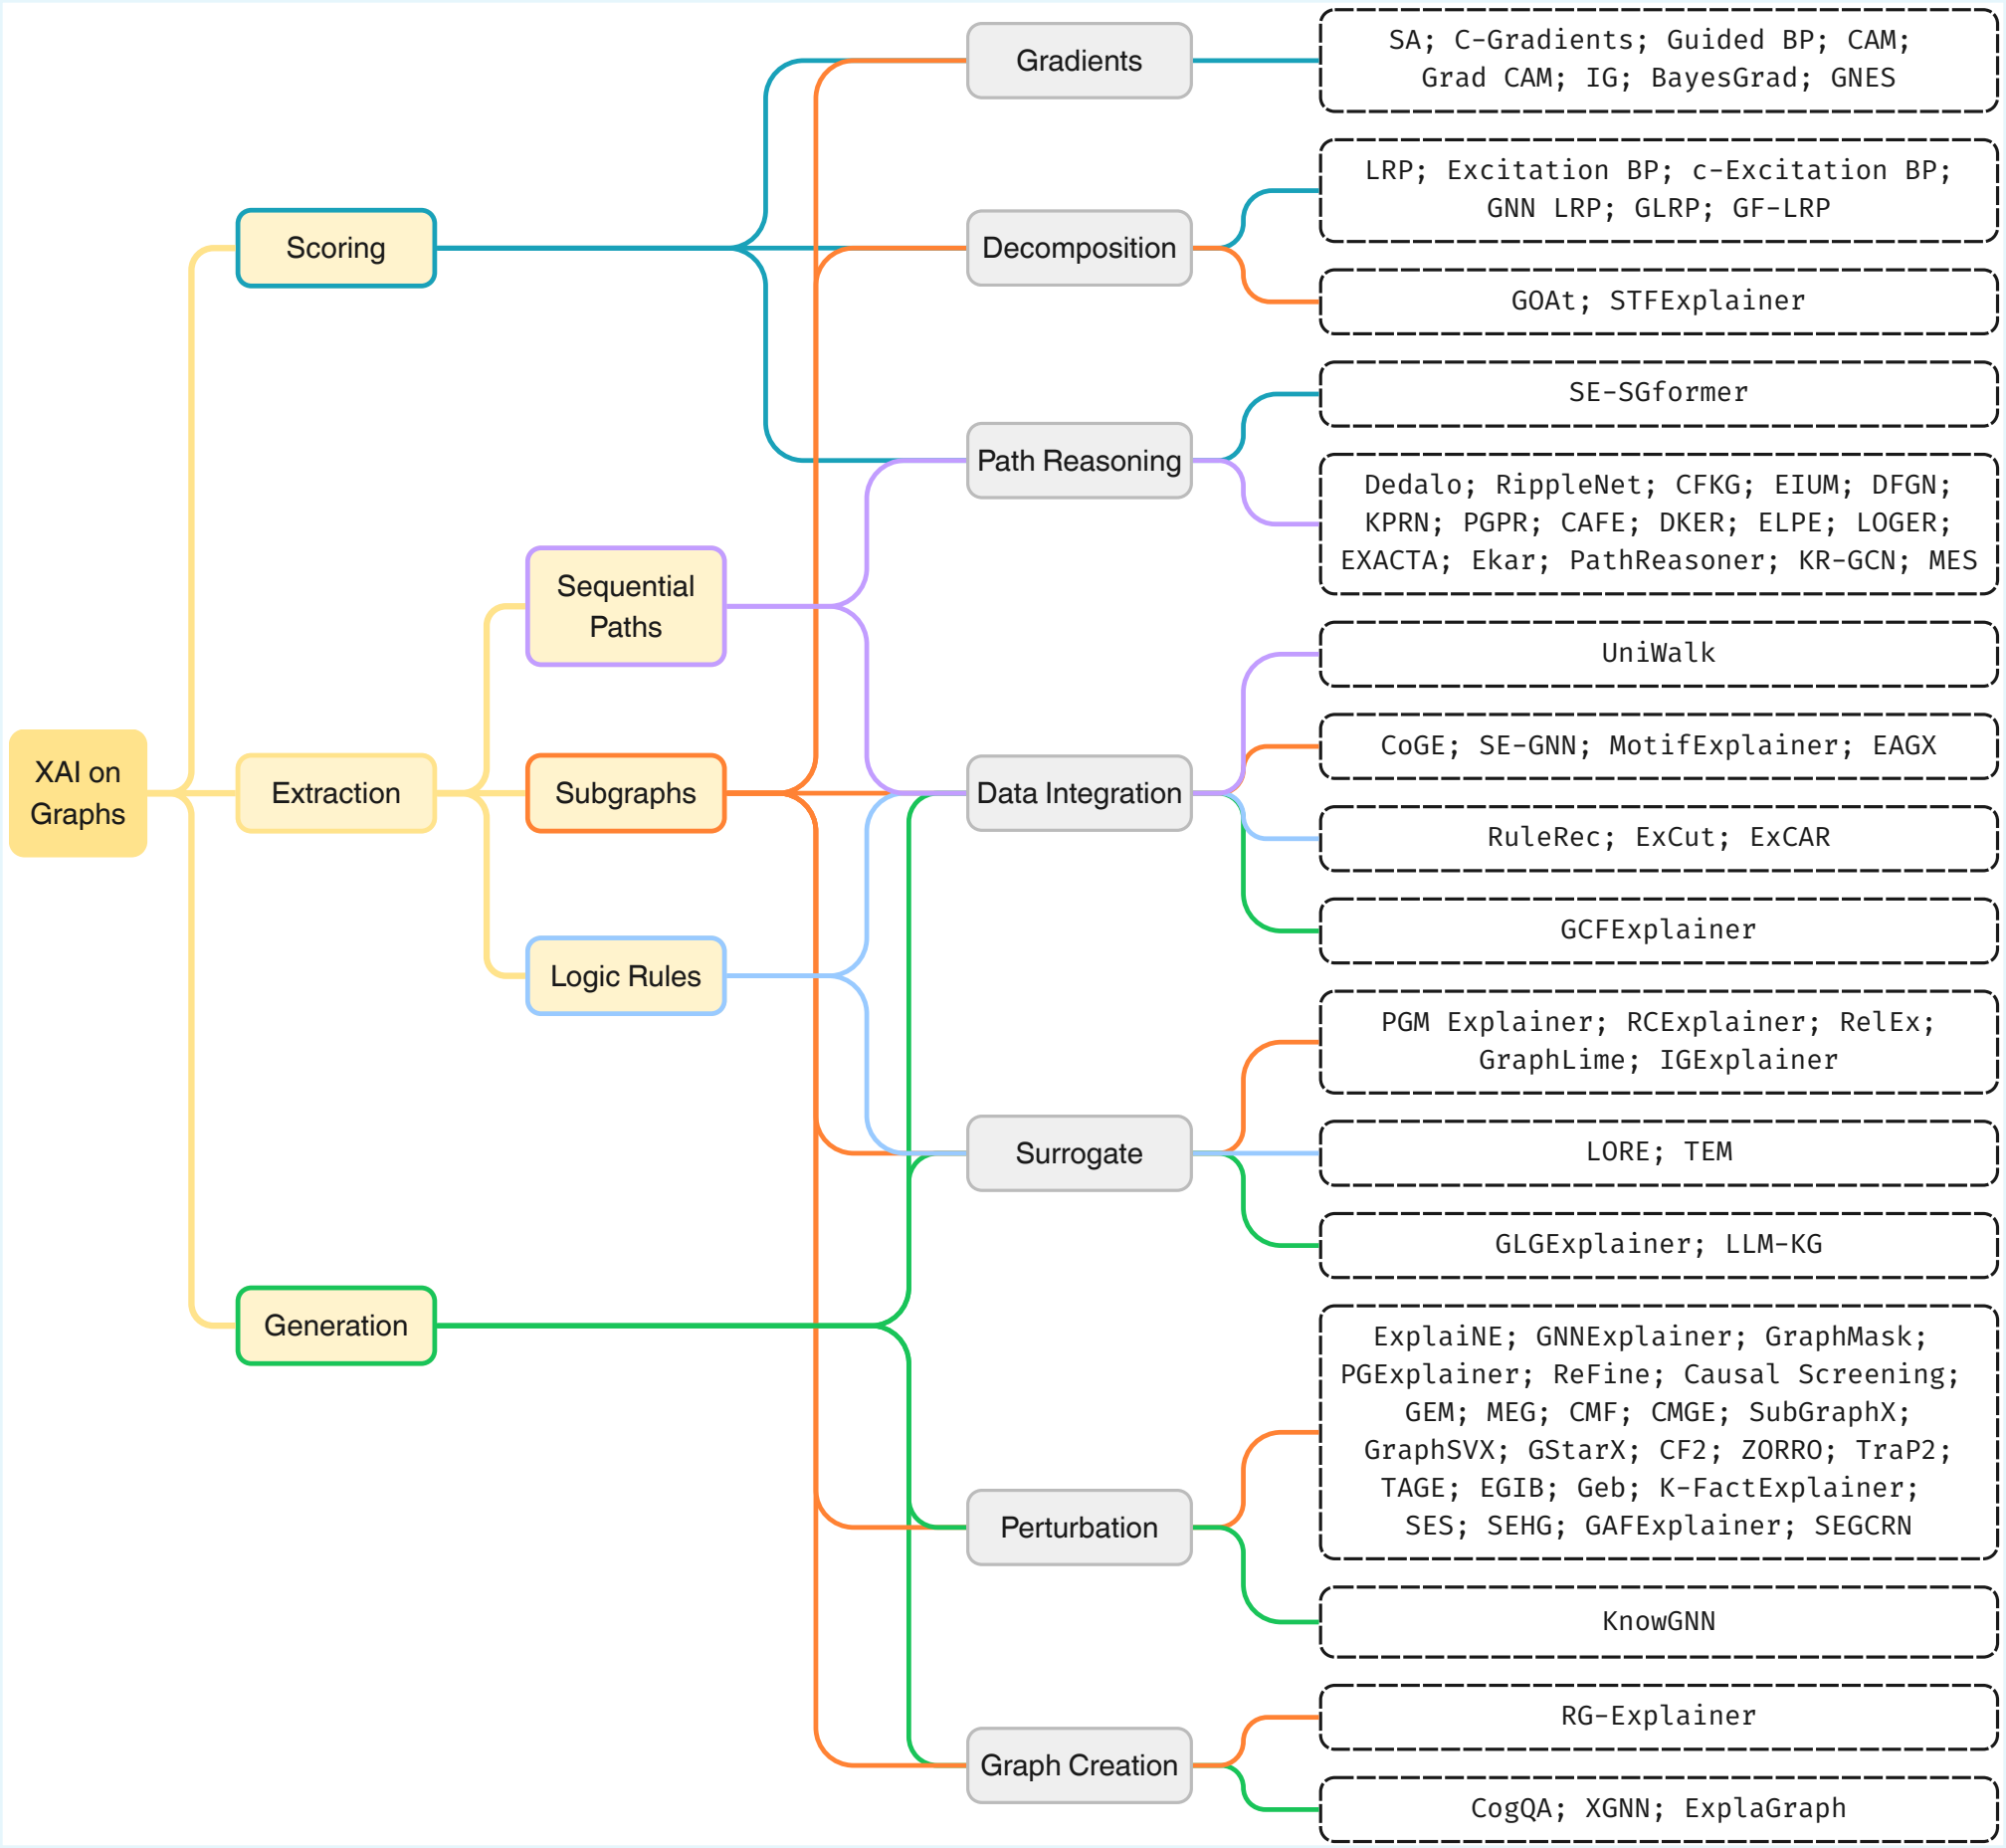 XAI on
Graphs
Scoring
Extraction
Generation
Sequential
Paths
Subgraphs
Logic Rules
Gradients
Decomposition
Path Reasoning
Data Integration
Surrogate
Perturbation
Graph Creation
SA; C-Gradients; Guided BP; CAM;
Grad CAM; IG; BayesGrad; GNES
LRP; Excitation BP; c-Excitation BP;
GNN LRP; GLRP; GF-LRP
GOAt; STFExplainer
SE-SGformer
Dedalo; RippleNet; CFKG; EIUM; DFGN;
KPRN; PGPR; CAFE; DKER; ELPE; LOGER;
EXACTA; Ekar; PathReasoner; KR-GCN; MES
UniWalk
CoGE; SE-GNN; MotifExplainer; EAGX
RuleRec; ExCut; ExCAR
GCFExplainer
PGM Explainer; RCExplainer; RelEx;
GraphLime; IGExplainer
LORE; TEM
GLGExplainer; LLM-KG
ExplaiNE; GNNExplainer; GraphMask;
PGExplainer; ReFine; Causal Screening;
GEM; MEG; CMF; CMGE; SubGraphX;
GraphSVX; GStarX; CF2; ZORRO; TraP2;
TAGE; EGIB; Geb; K-FactExplainer;
SES; SEHG; GAFExplainer; SEGCRN
KnowGNN
RG-Explainer
CogQA; XGNN; ExplaGraph